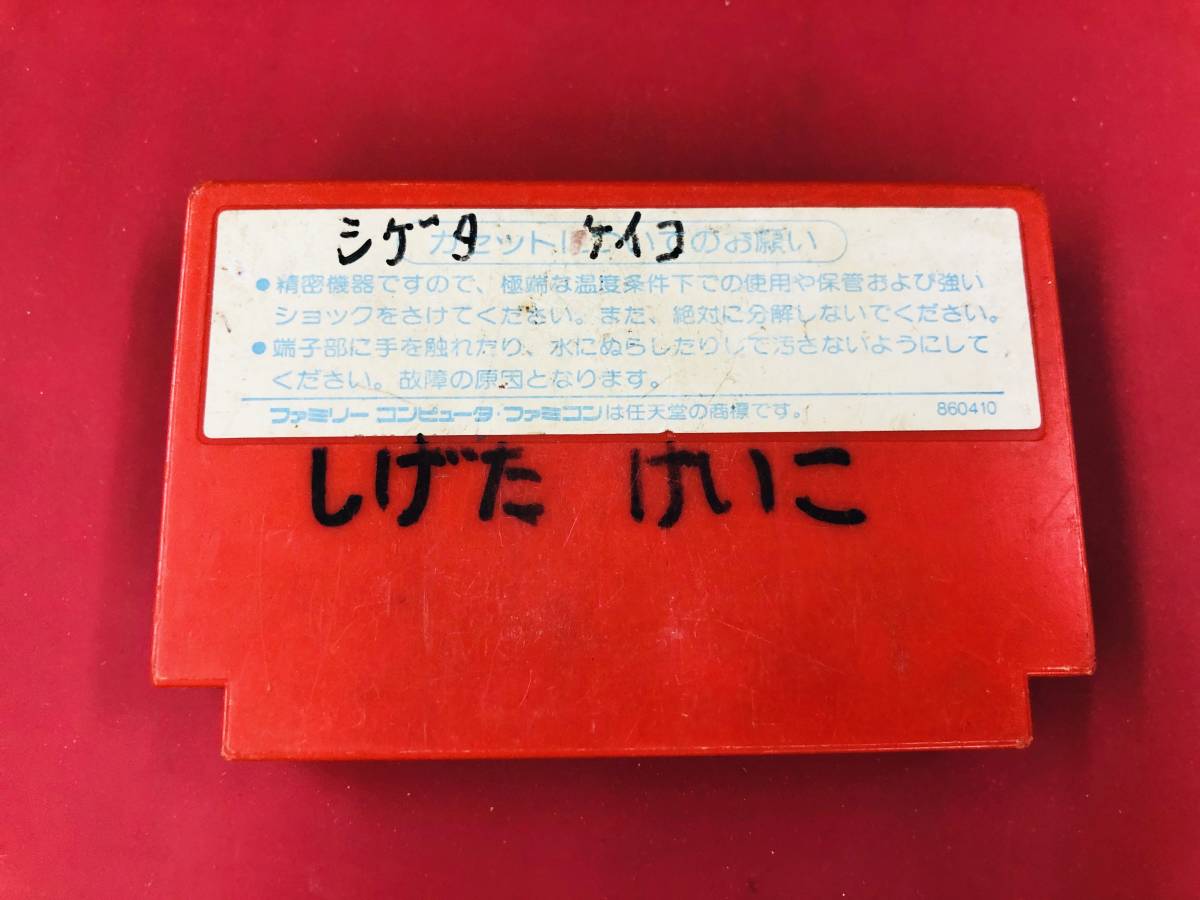 シゲタ ケイコ
カセットについてのお願い
●精密機器ですので、極端な温度条件下での使用や保管および強い
ショックをさけてください。また、絶対に分解しないでください。
●端子部に手を触れたり、水にぬらしたりして汚さないようにして
ください。故障の原因となります。
ファミリーコンピュータ・ファミコンは任天堂の商標です。 860410
しげた けいこ